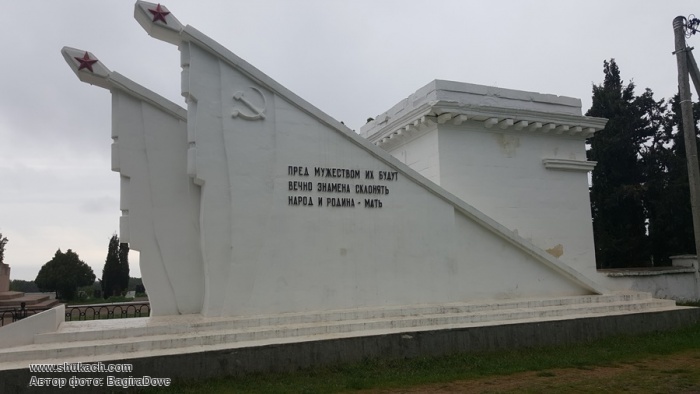 ПРЕД МУЖЕСТВОМ ИХ БУДУТ
ВЕЧНО ЗНАМЕНА СКЛОНЯТЬ
НАРОД И РОДИНА - МАТЬ
www.shukach.com
Автор фото: BagiraDove